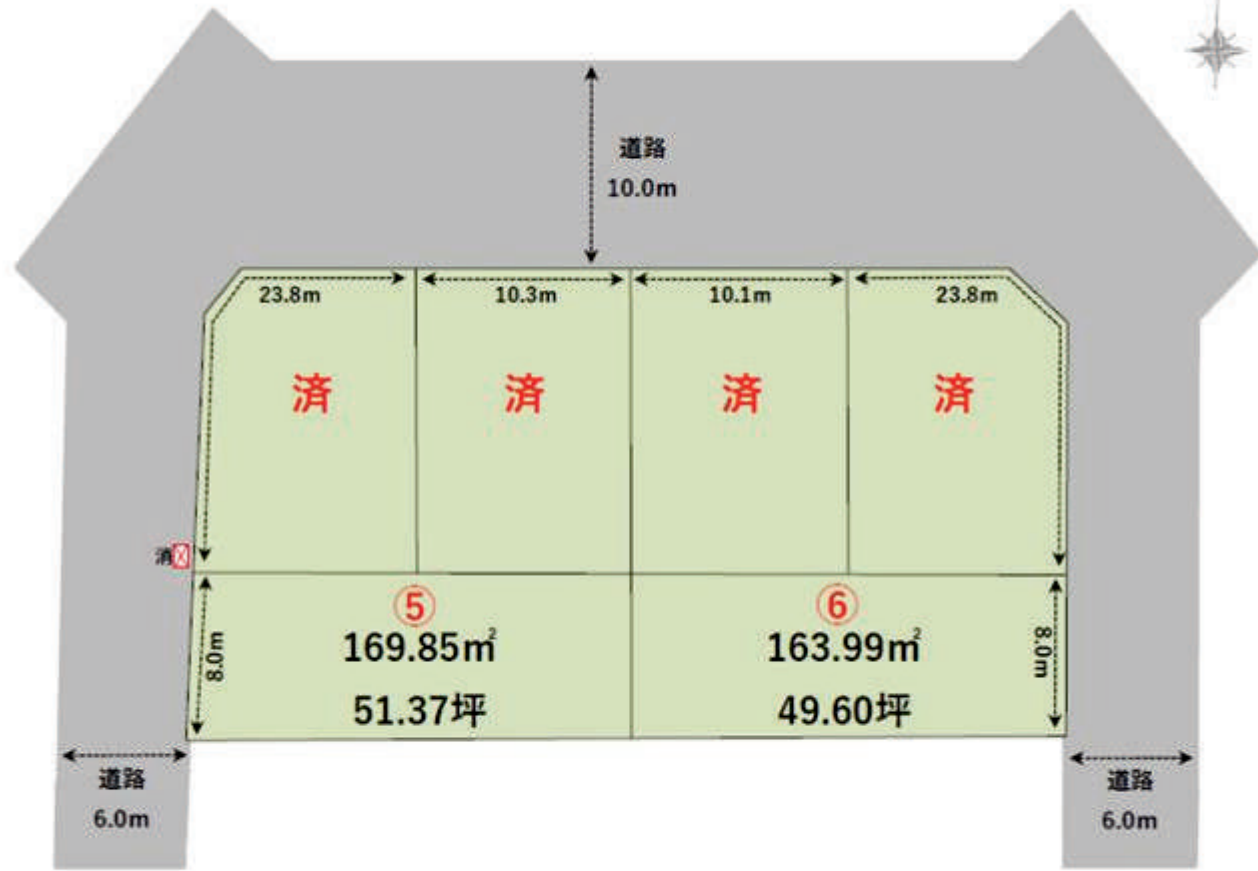 道路
10.0m
23.8m
10.3m
10.1m
23.8m
済
済
済
済
消
⑤
169.85㎡
51.37坪
8.0m
⑥
163.99㎡
49.60坪
8.0m
道路
6.0m
道路
6.0m